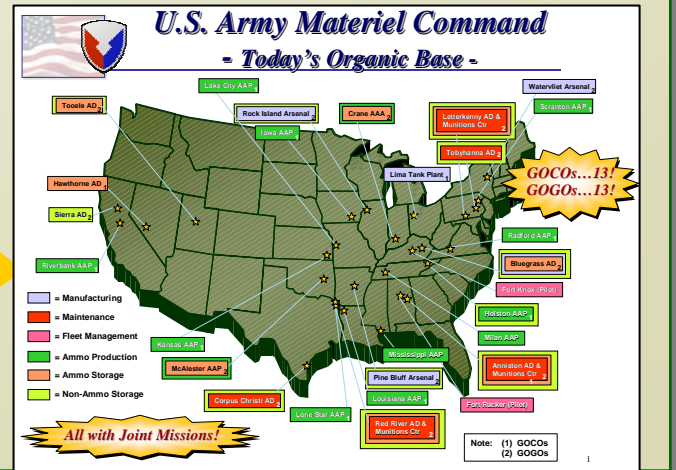 U.S. Army Materiel Command
- Today's Organic Base -
Lake City AAP 1
Watervliet Arsenal 2
Scranton AAP 1
Tooele AD 2
Rock Island Arsenal 2
Iowa AAP 1
Crane AAA 2
Letterkenny AD &
Munitions Ctr 2
Tobyhanna AD 2
Lima Tank Plant 1
GOCOs...13!
GOGOs...13!
Hawthorne AD 1
Sierra AD 2
Riverbank AAP 1
Radford AAP 1
Bluegrass AD 2
Fort Knox (Pilot)
Holston AAP 1
Milan AAP
= Manufacturing
= Maintenance
= Fleet Management
= Ammo Production
= Ammo Storage
= Non-Ammo Storage
Kansas AAP 1
McAlester AAP 2
Corpus Christi AD 2
Lone Star AAP 1
Mississippi AAP
Pine Bluff Arsenal 2
Louisiana AAP 1
Red River AD &
Munitions Ctr 2
Anniston AD &
Munitions Ctr 2
1
Fort Rucker (Pilot)
All with Joint Missions!
Note: (1) GOCOs
(2) GOGOs
1